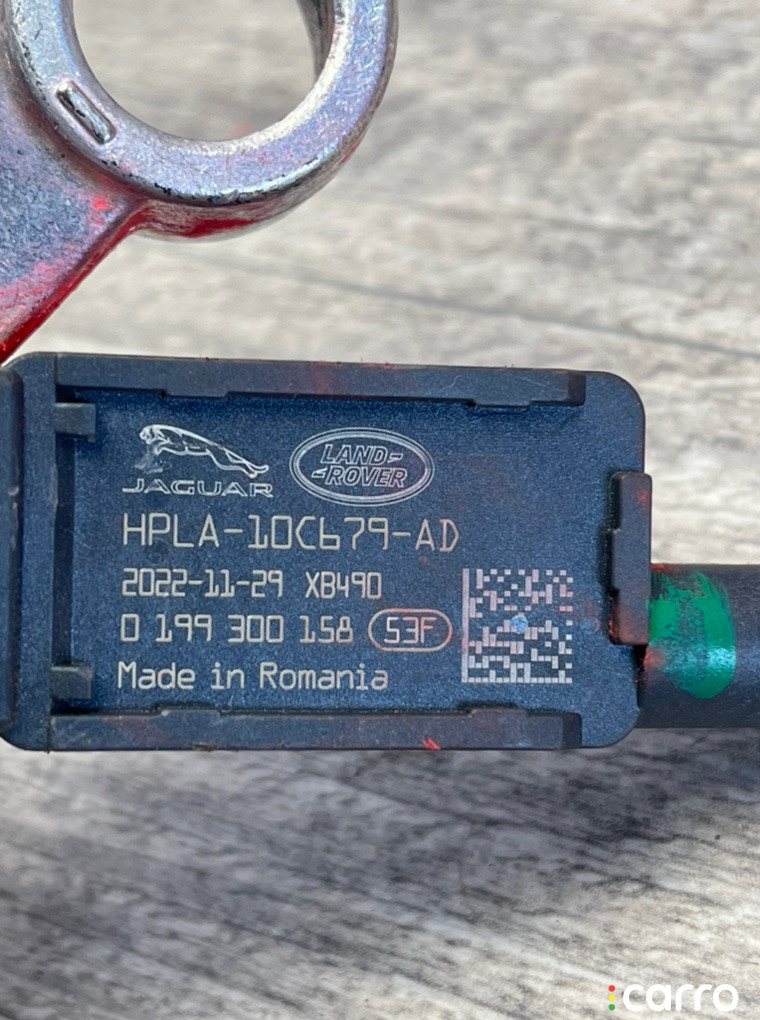 JAGUAR
LAND-
-ROVER
HPLA-10C679-AD
2022-11-29 XB490
0 199 300 158 53F
Made in Romania
carro